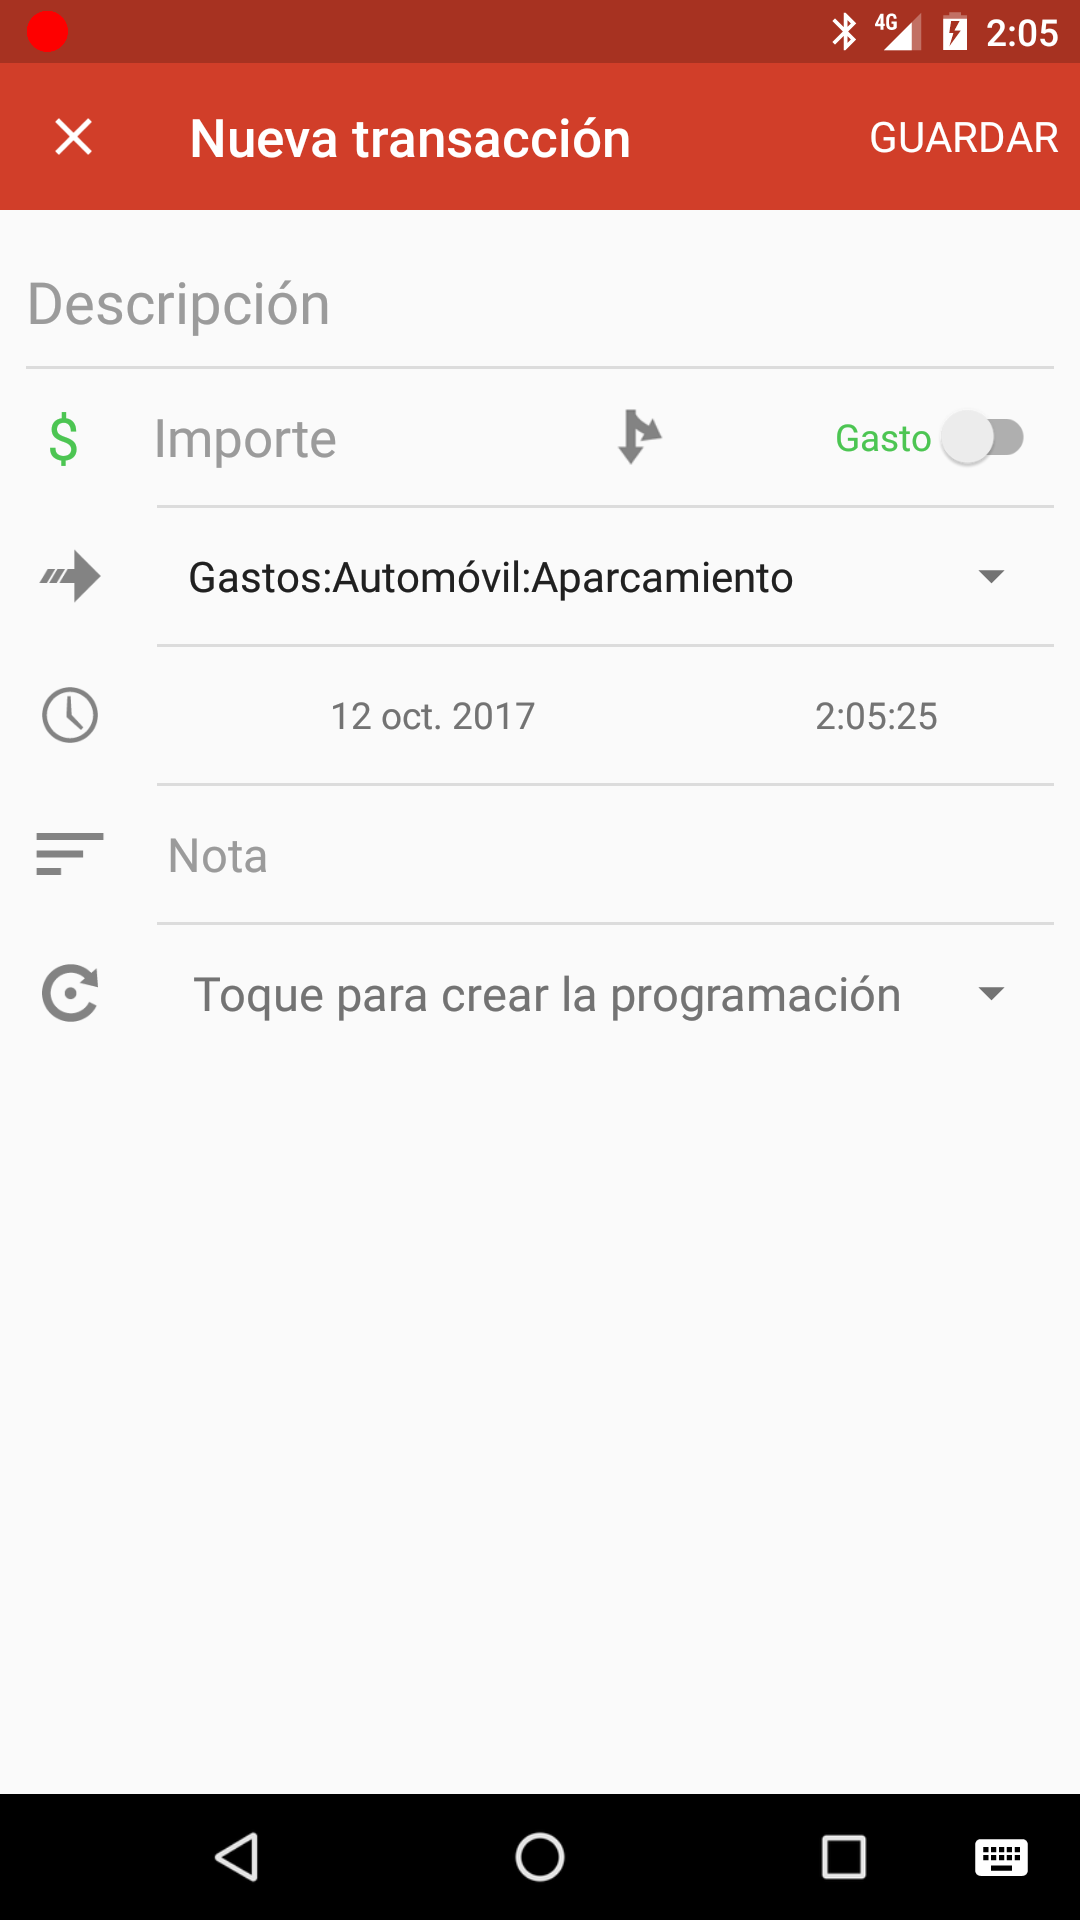 4G 2:05
Nueva transacción GUARDAR
Descripción
$ Importe Gasto
Gastos:Automóvil:Aparcamiento
12 oct. 2017 2:05:25
Nota
Toque para crear la programación